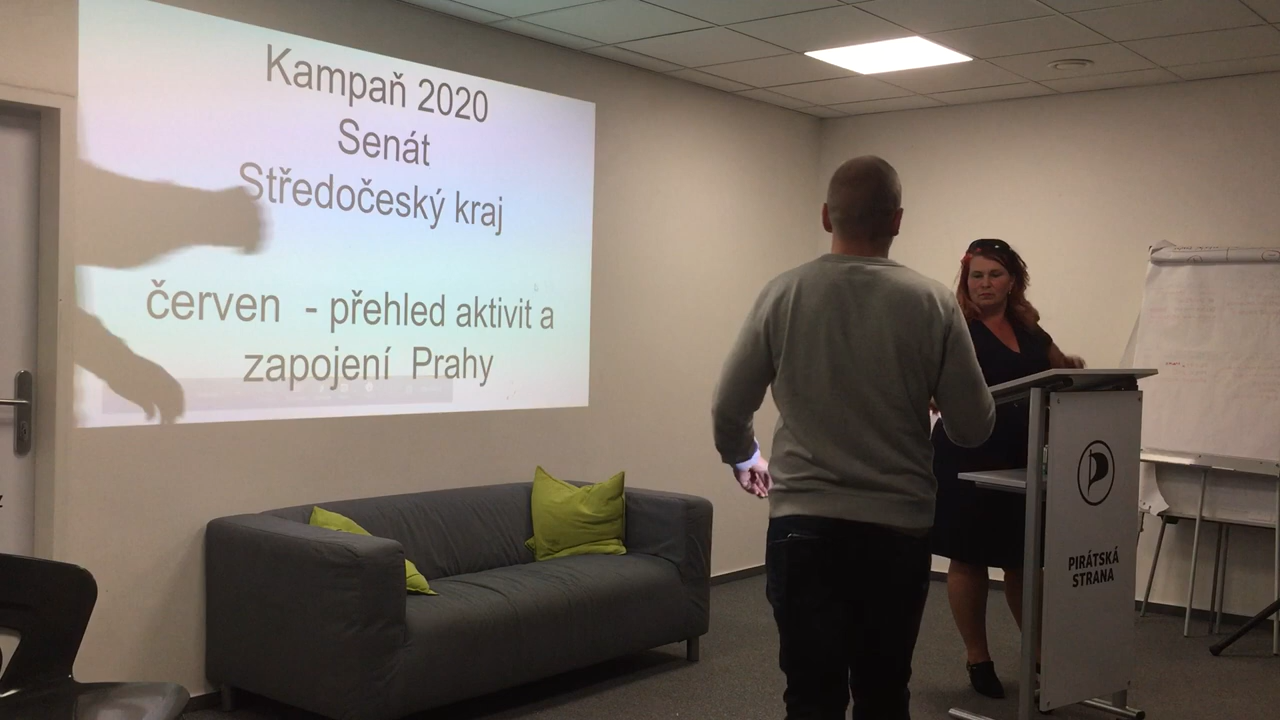 Kampaň 2020
Senát
Středočeský kraj
červen - přehled aktivit a
zapojení Prahy
PIRÁTSKÁ
STRANA